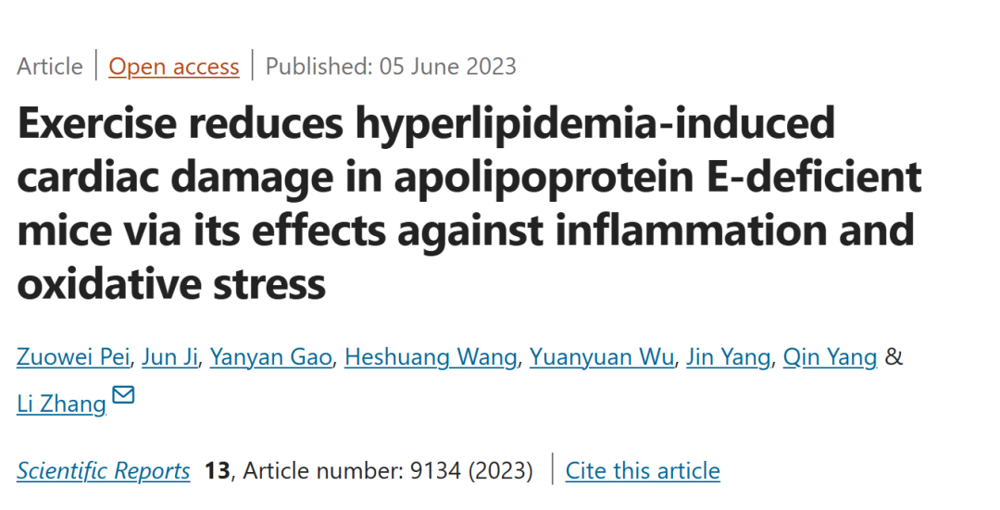 Article | Open access | Published: 05 June 2023
Exercise reduces hyperlipidemia-induced
cardiac damage in apolipoprotein E-deficient
mice via its effects against inflammation and
oxidative stress
Zuowei Pei, Jun Ji, Yanyan Gao, Heshuang Wang, Yuanyuan Wu, Jin Yang, Qin Yang &
Li Zhang
Scientific Reports 13, Article number: 9134 (2023) | Cite this article